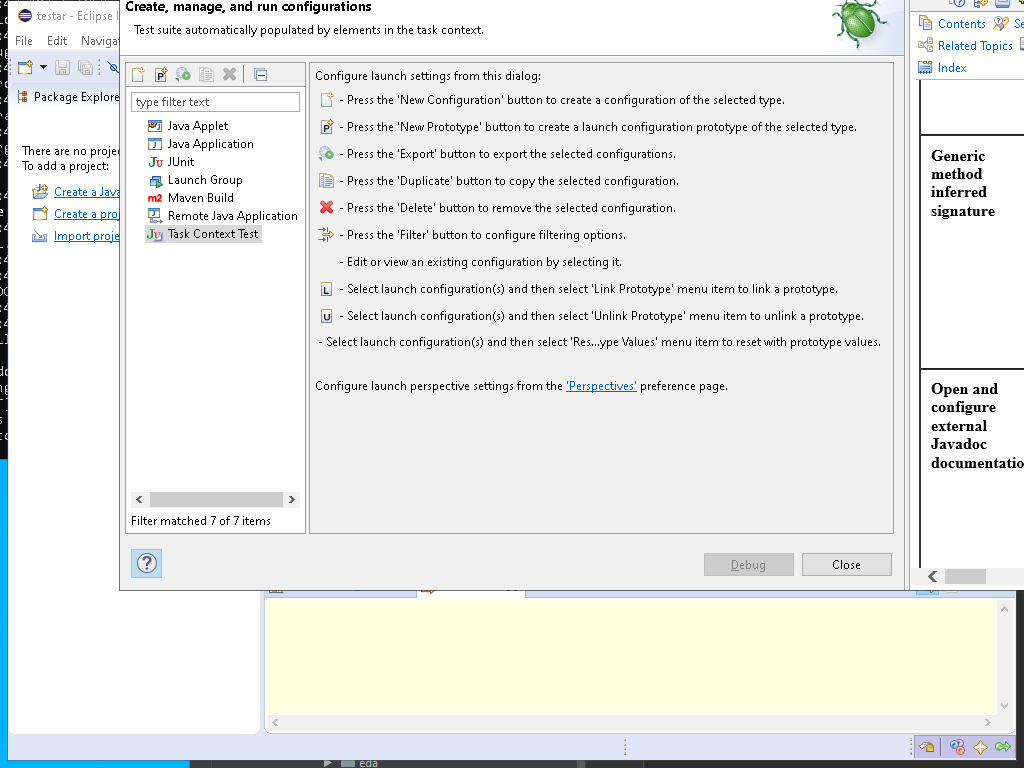 testar - Eclipse I
File Edit Navigat
Package Explore
There are no projec
To add a project:
Create a Java
Create a proj
Import proje
Create, manage, and run configurations
Test suite automatically populated by elements in the task context.
type filter text
Java Applet
Java Application
Ju JUnit
Launch Group
m2 Maven Build
Remote Java Application
Ju Task Context Test
Filter matched 7 of 7 items
Configure launch settings from this dialog:
- Press the 'New Configuration' button to create a configuration of the selected type.
P - Press the 'New Prototype' button to create a launch configuration prototype of the selected type.
- Press the 'Export' button to export the selected configurations.
- Press the 'Duplicate' button to copy the selected configuration.
- Press the 'Delete' button to remove the selected configuration.
- Press the 'Filter' button to configure filtering options.
- Edit or view an existing configuration by selecting it.
L - Select launch configuration(s) and then select 'Link Prototype' menu item to link a prototype.
U - Select launch configuration(s) and then select 'Unlink Prototype' menu item to unlink a prototype.
- Select launch configuration(s) and then select 'Res...ype Values' menu item to reset with prototype values.
Configure launch perspective settings from the 'Perspectives' preference page.
? Debug Close
Contents Se
Related Topics
Index
Generic
method
inferred
signature
Open and
configure
external
Javadoc
documentatio
eda